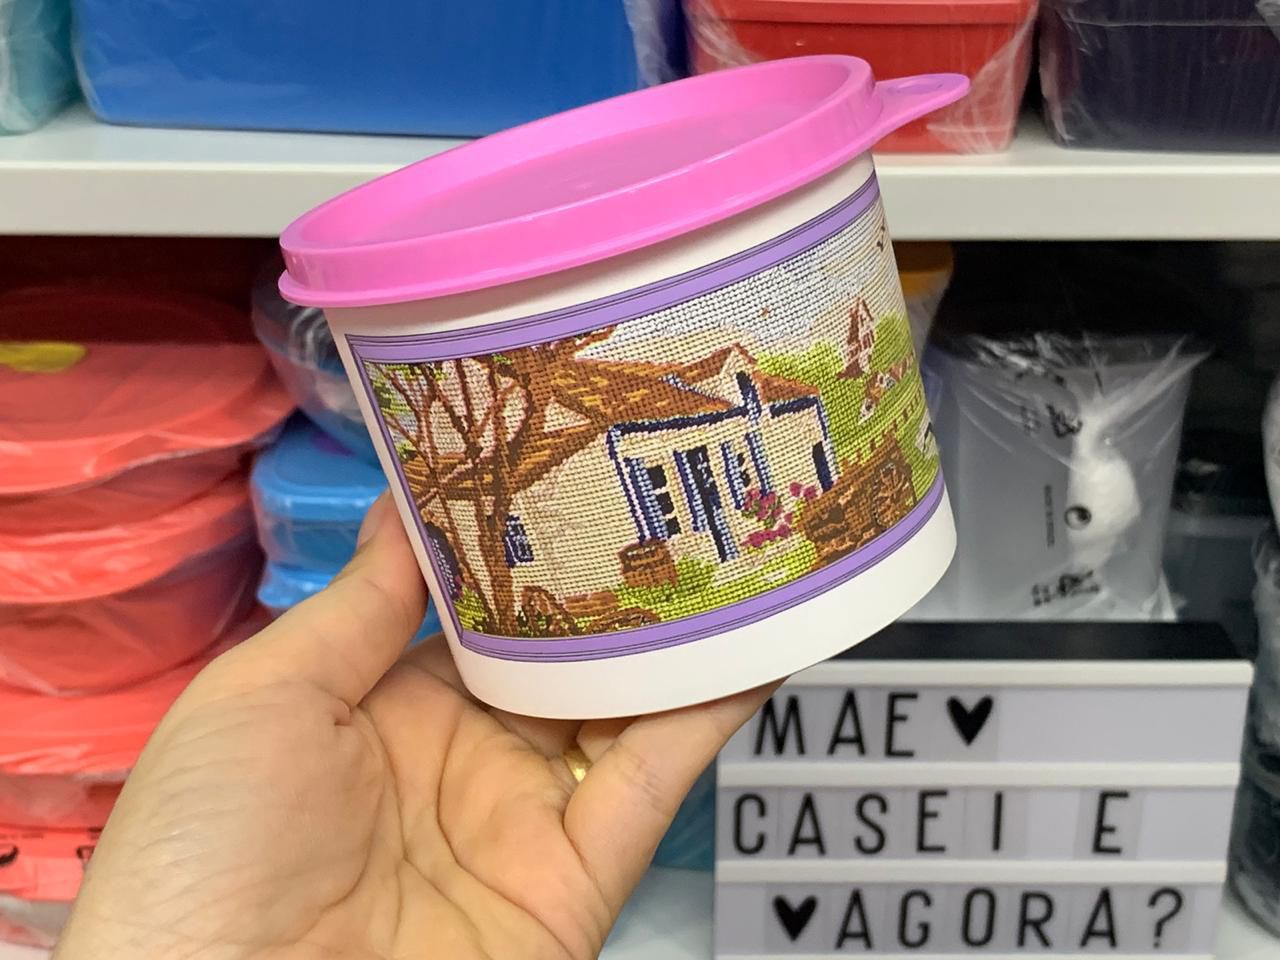 MAE ♥
CASEI E
♥ AGORA?